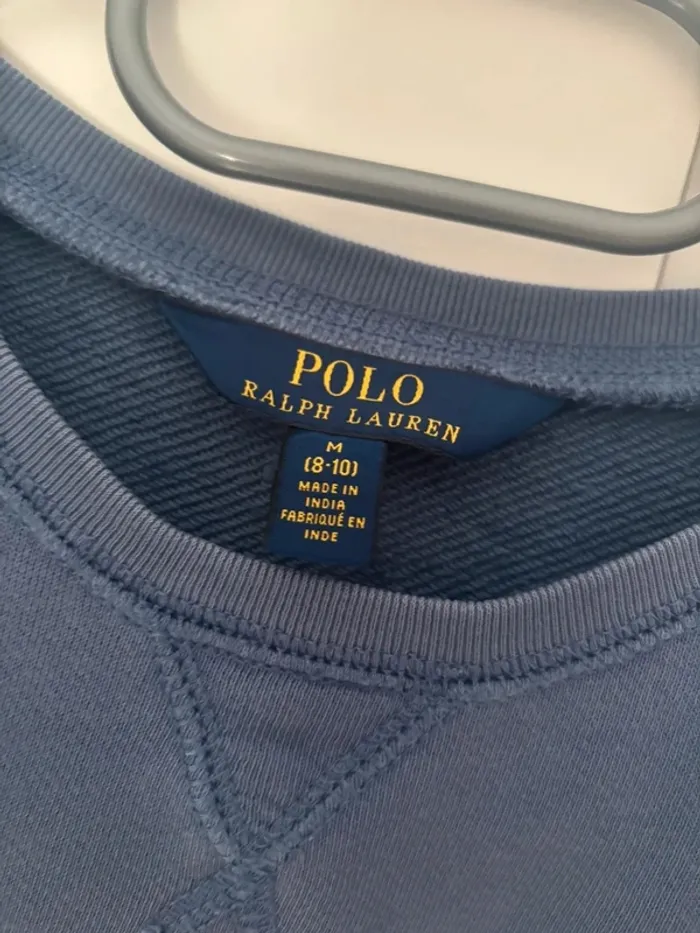 POLO
RALPH LAUREN
M
(8-10)
MADE IN
INDIA
FABRIQUÉ EN
INDE